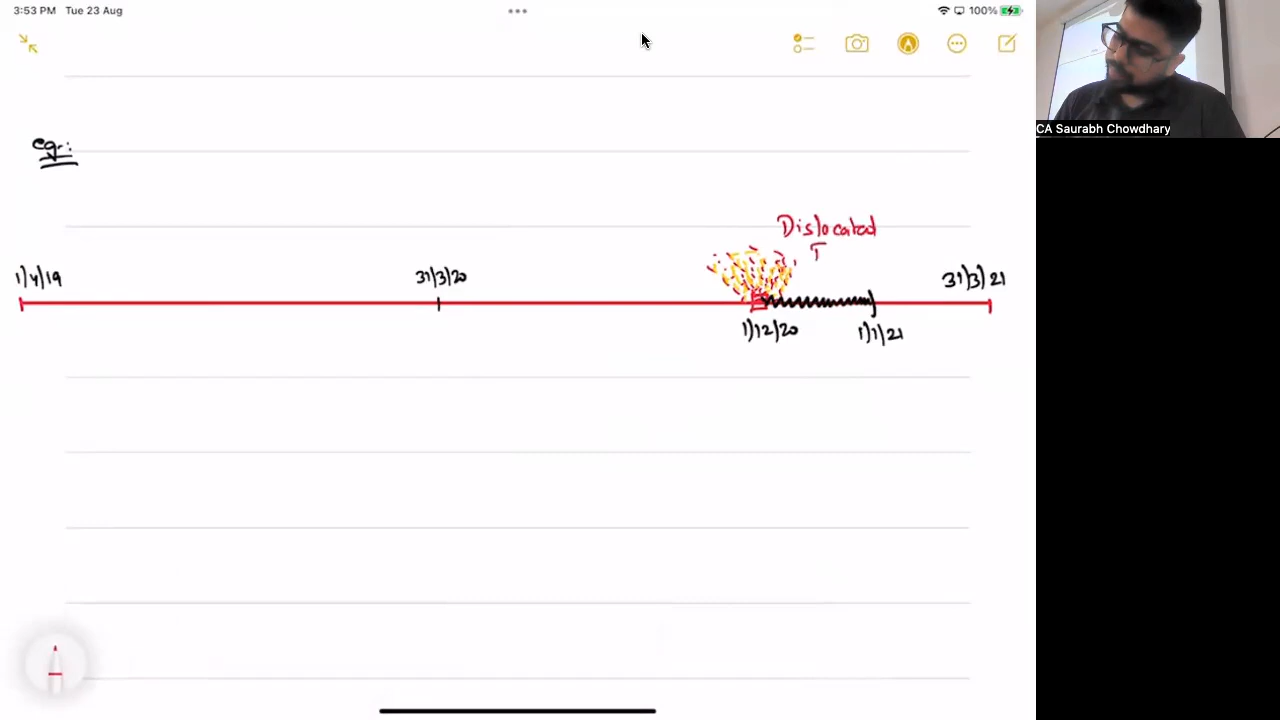 3:53 PM Tue 23 Aug
100%
CA Saurabh Chowdhary
eg:
Dislocated
1/4/19
31/3/20
31/3/21
1/12/20
1/1/21